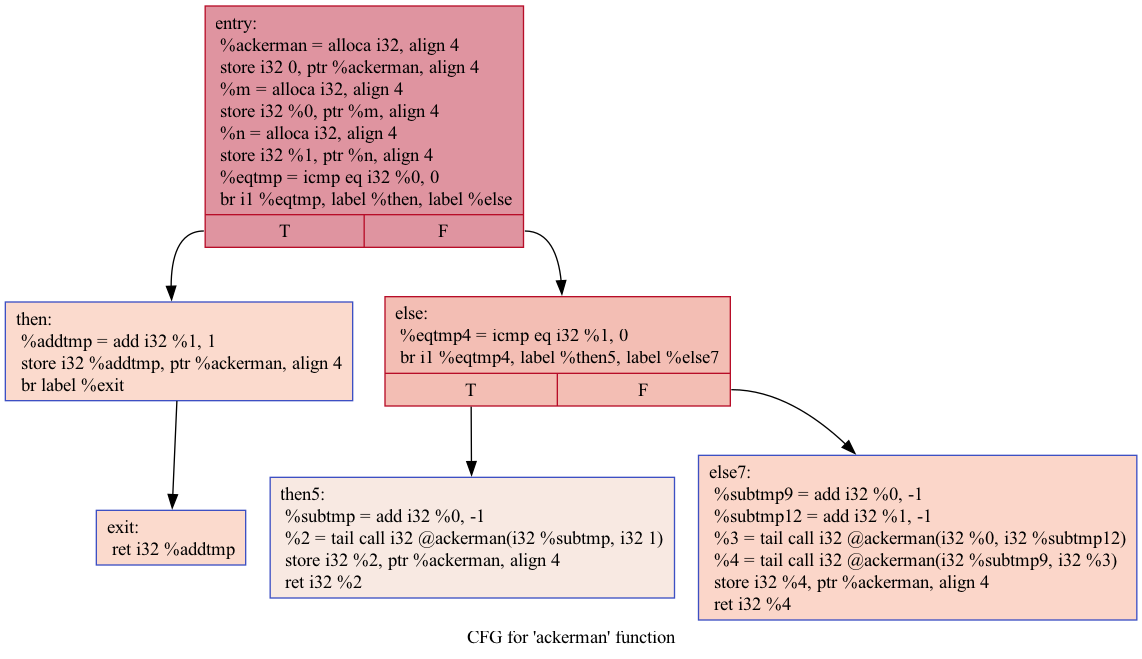 entry:
%ackerman = alloca i32, align 4
store i32 0, ptr %ackerman, align 4
%m = alloca i32, align 4
store i32 %0, ptr %m, align 4
%n = alloca i32, align 4
store i32 %1, ptr %n, align 4
%eqtmp = icmp eq i32 %0, 0
br i1 %eqtmp, label %then, label %else
T F
then:
%addtmp = add i32 %1, 1
store i32 %addtmp, ptr %ackerman, align 4
br label %exit
else:
%eqtmp4 = icmp eq i32 %1, 0
br i1 %eqtmp4, label %then5, label %else7
T F
exit:
ret i32 %addtmp
then5:
%subtmp = add i32 %0, -1
%2 = tail call i32 @ackerman(i32 %subtmp, i32 1)
store i32 %2, ptr %ackerman, align 4
ret i32 %2
else7:
%subtmp9 = add i32 %0, -1
%subtmp12 = add i32 %1, -1
%3 = tail call i32 @ackerman(i32 %0, i32 %subtmp12)
%4 = tail call i32 @ackerman(i32 %subtmp9, i32 %3)
store i32 %4, ptr %ackerman, align 4
ret i32 %4
CFG for 'ackerman' function